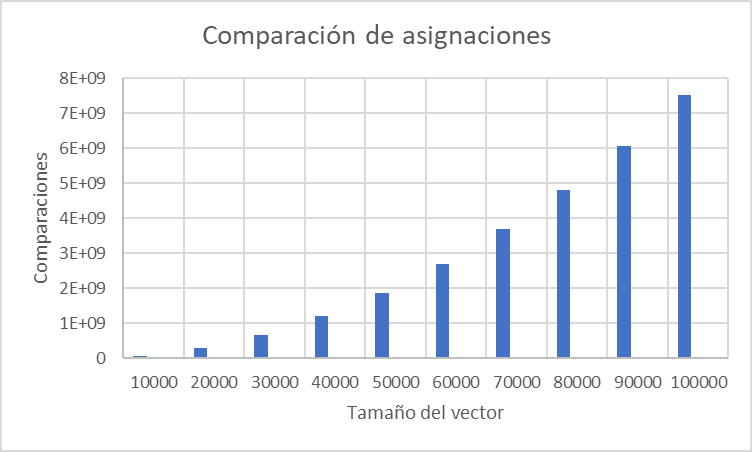 Comparación de asignaciones
8E+09
7E+09
6E+09
5E+09
4E+09
3E+09
2E+09
1E+09
0
Comparaciones
10000 20000 30000 40000 50000 60000 70000 80000 90000 100000
Tamaño del vector